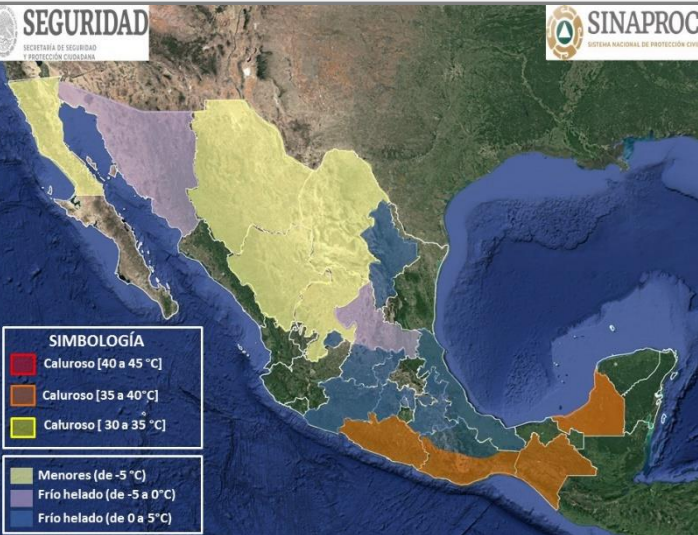 SEGURIDAD
SECRETARÍA DE SEGURIDAD
Y PROTECCIÓN CIUDADANA
SINAPROC
SISTEMA NACIONAL DE PROTECCIÓN CIVIL
SIMBOLOGÍA
Caluroso [40 a 45 °C]
Caluroso [35 a 40°C]
Caluroso [ 30 a 35 °C]
Menores (de -5 °C)
Frío helado (de -5 a 0°C)
Frío helado (de 0 a 5°C)